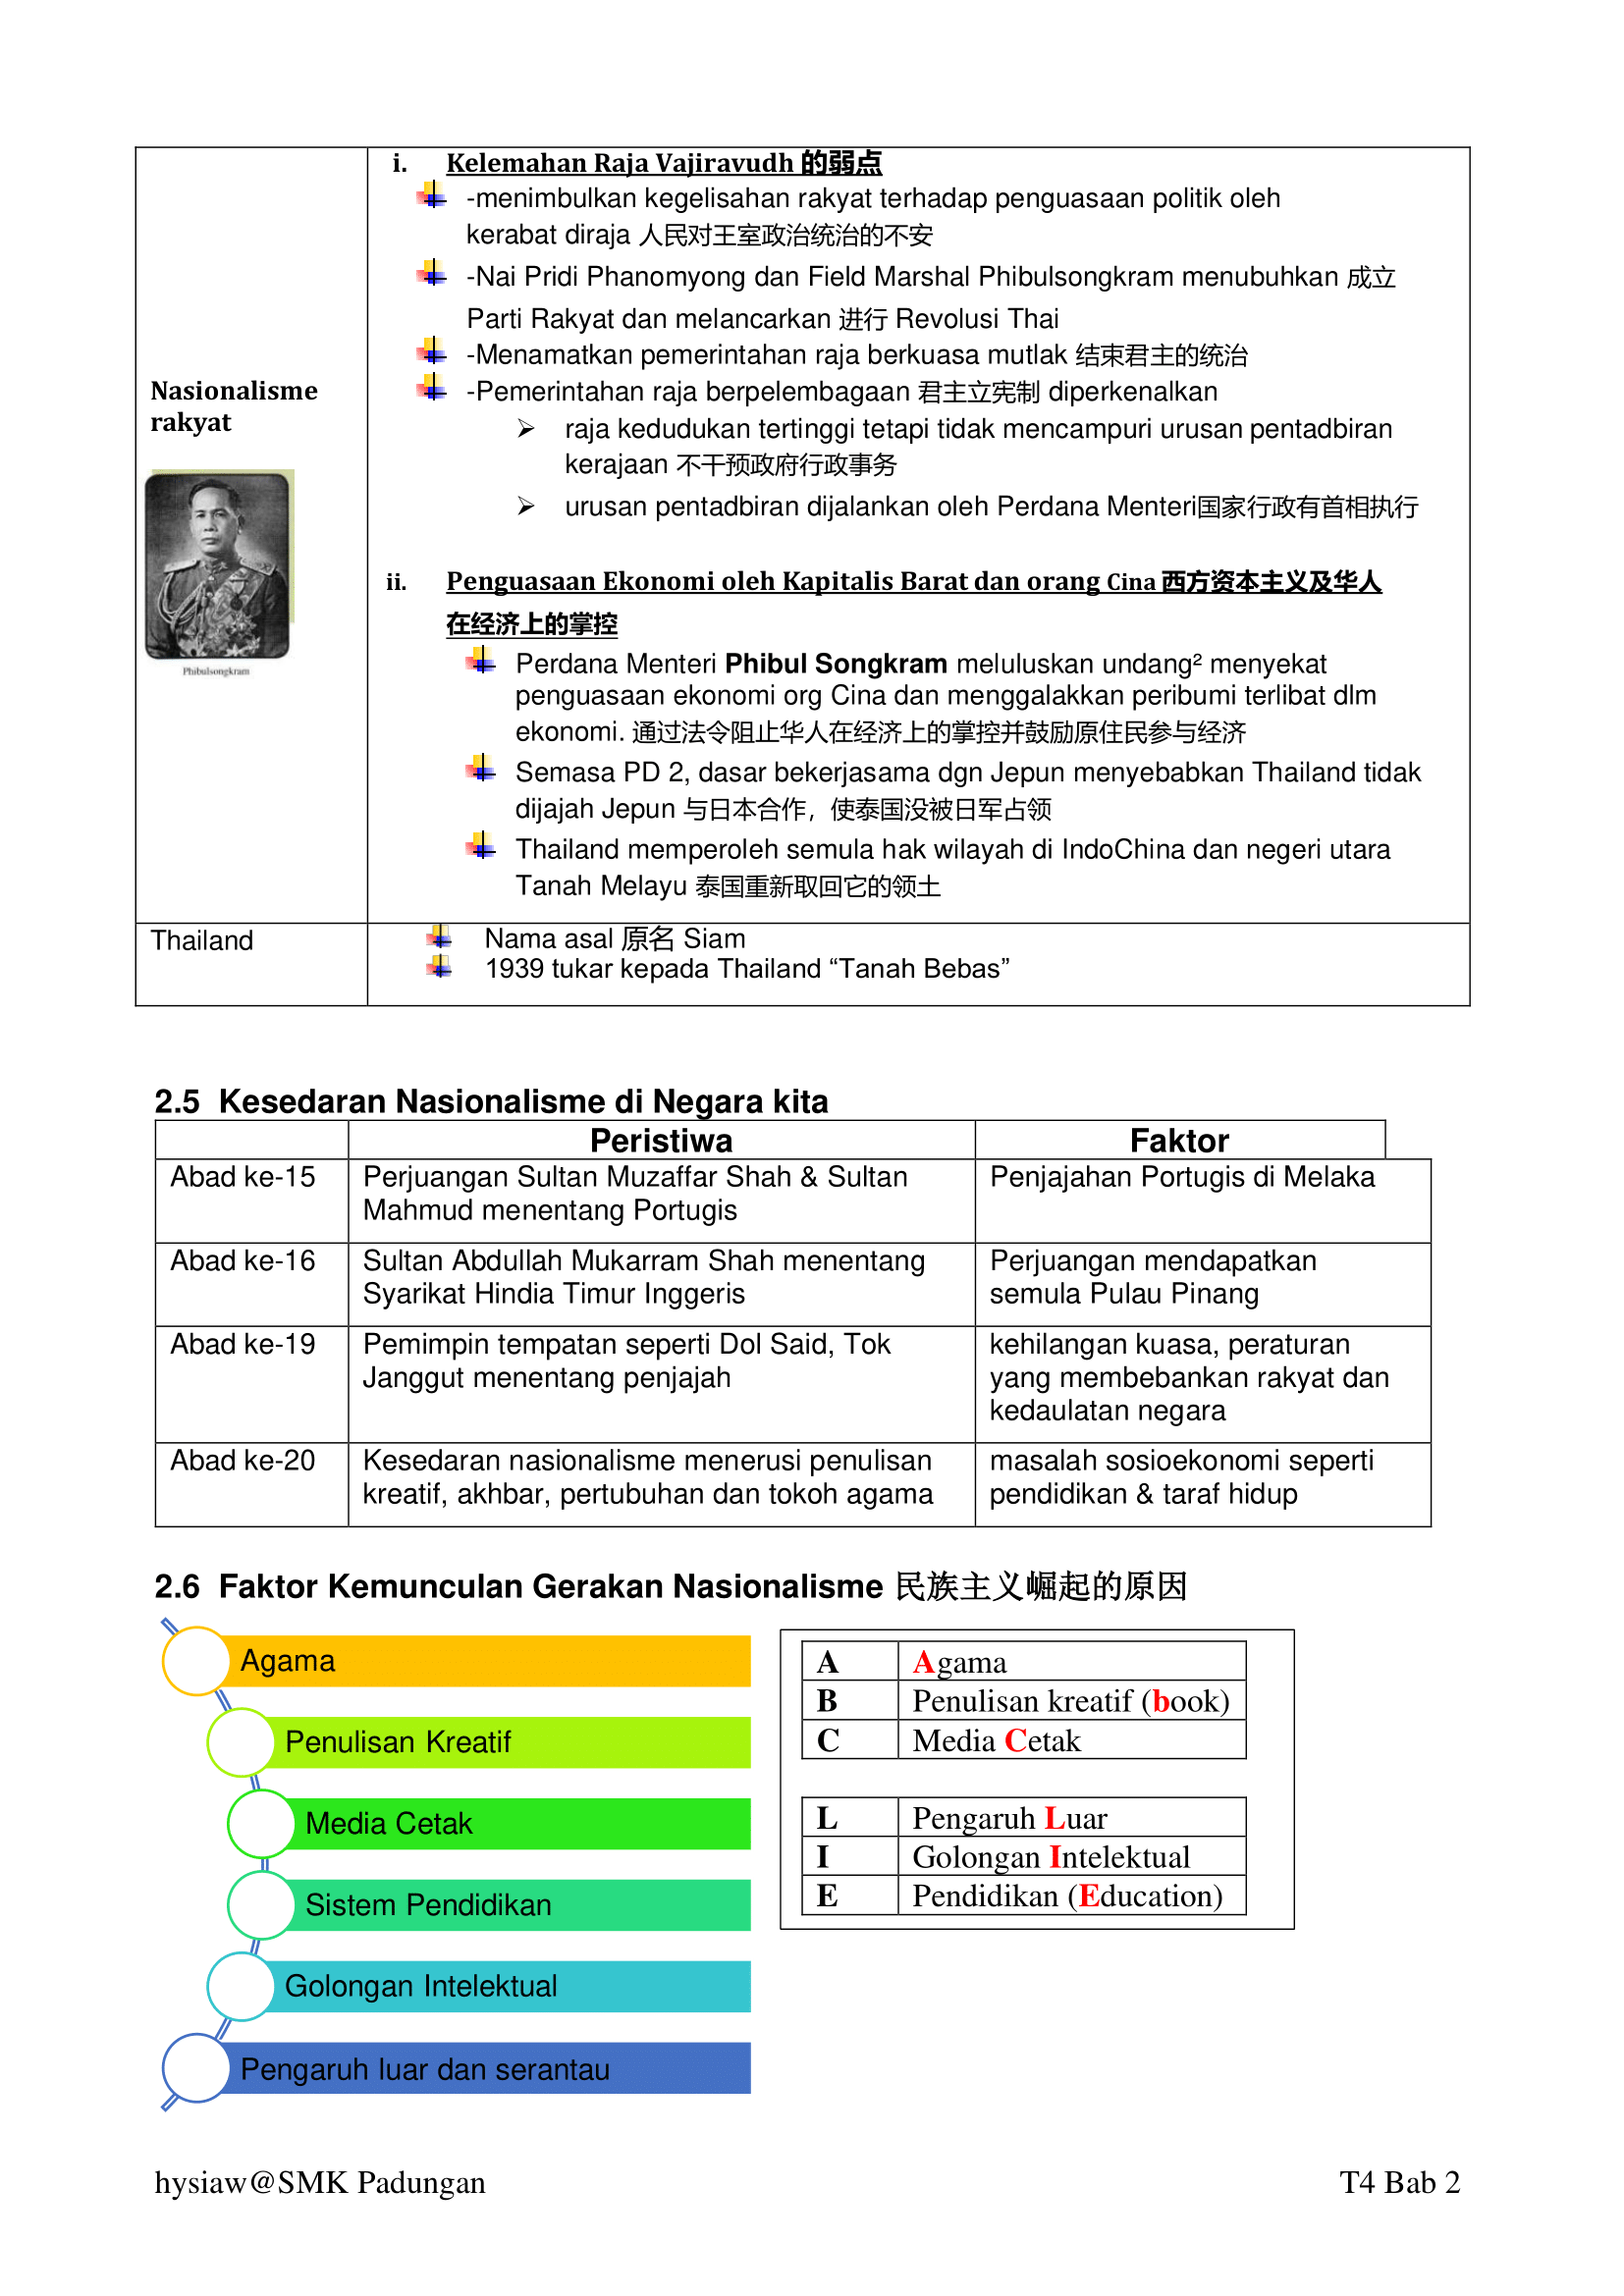 i. Kelemahan Raja Vajiravudh 的弱点
-menimbulkan kegelisahan rakyat terhadap penguasaan politik oleh
kerabat diraja 人民对王室政治统治的不安
-Nai Pridi Phanomyong dan Field Marshal Phibulsongkram menubuhkan 成立
Parti Rakyat dan melancarkan 进行 Revolusi Thai
-Menamatkan pemerintahan raja berkuasa mutlak 结束君主的统治
-Pemerintahan raja berpelembagaan 君主立宪制 diperkenalkan
➢ raja kedudukan tertinggi tetapi tidak mencampuri urusan pentadbiran
kerajaan 不干预政府行政事务
➢ urusan pentadbiran dijalankan oleh Perdana Menteri国家行政有首相执行
Nasionalisme
rakyat
Phibulsongkram
ii. Penguasaan Ekonomi oleh Kapitalis Barat dan orang Cina 西方资本主义及华人
在经济上的掌控
Perdana Menteri Phibul Songkram meluluskan undang² menyekat
penguasaan ekonomi org Cina dan menggalakkan peribumi terlibat dlm
ekonomi. 通过法令阻止华人在经济上的掌控并鼓励原住民参与经济
Semasa PD 2, dasar bekerjasama dgn Jepun menyebabkan Thailand tidak
dijajah Jepun 与日本合作，使泰国没被日军占领
Thailand memperoleh semula hak wilayah di IndoChina dan negeri utara
Tanah Melayu 泰国重新取回它的领土
Thailand
Nama asal 原名 Siam
1939 tukar kepada Thailand “Tanah Bebas”
2.5 Kesedaran Nasionalisme di Negara kita
Peristiwa Faktor
Abad ke-15 Perjuangan Sultan Muzaffar Shah & Sultan Penjajahan Portugis di Melaka
Mahmud menentang Portugis
Abad ke-16 Sultan Abdullah Mukarram Shah menentang Perjuangan mendapatkan
Syarikat Hindia Timur Inggeris semula Pulau Pinang
Abad ke-19 Pemimpin tempatan seperti Dol Said, Tok kehilangan kuasa, peraturan
Janggut menentang penjajah yang membebankan rakyat dan
kedaulatan negara
Abad ke-20 Kesedaran nasionalisme menerusi penulisan masalah sosioekonomi seperti
kreatif, akhbar, pertubuhan dan tokoh agama pendidikan & taraf hidup
2.6 Faktor Kemunculan Gerakan Nasionalisme 民族主义崛起的原因
Agama
Penulisan Kreatif
Media Cetak
Sistem Pendidikan
Golongan Intelektual
Pengaruh luar dan serantau
A Agama
B Penulisan kreatif (book)
C Media Cetak
L Pengaruh Luar
I Golongan Intelektual
E Pendidikan (Education)
hysiaw@SMK Padungan T4 Bab 2